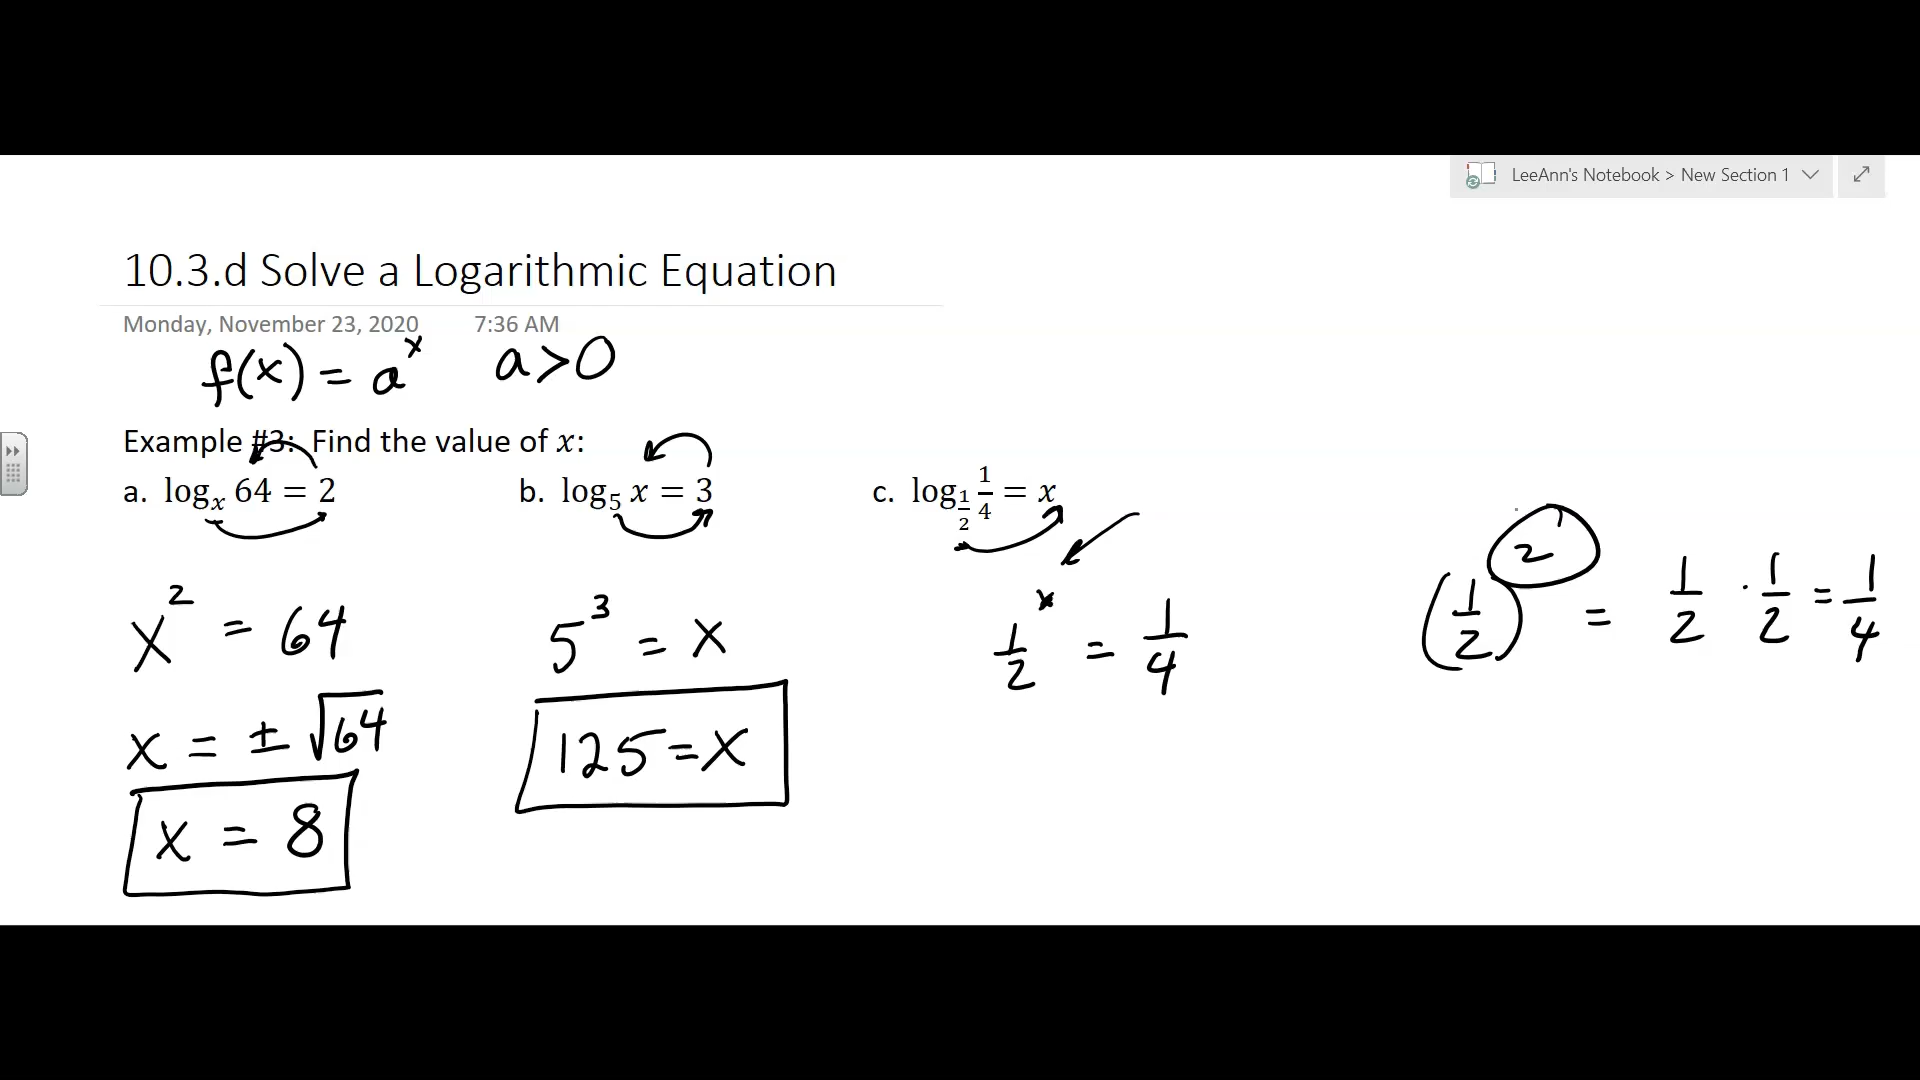 LeeAnn's Notebook > New Section 1
10.3.d Solve a Logarithmic Equation
Monday, November 23, 2020 7:36 AM
f(x) = a^x a>0
Example #3: Find the value of x:
a. log_x 64 = 2
b. log_5 x = 3
c. log_{1/2} 1/4 = x
x^2 = 64
x = ± √64
x = 8
5^3 = x
125 = x
1/2^x = 1/4
(1/2)^2 = 1/2 · 1/2 = 1/4